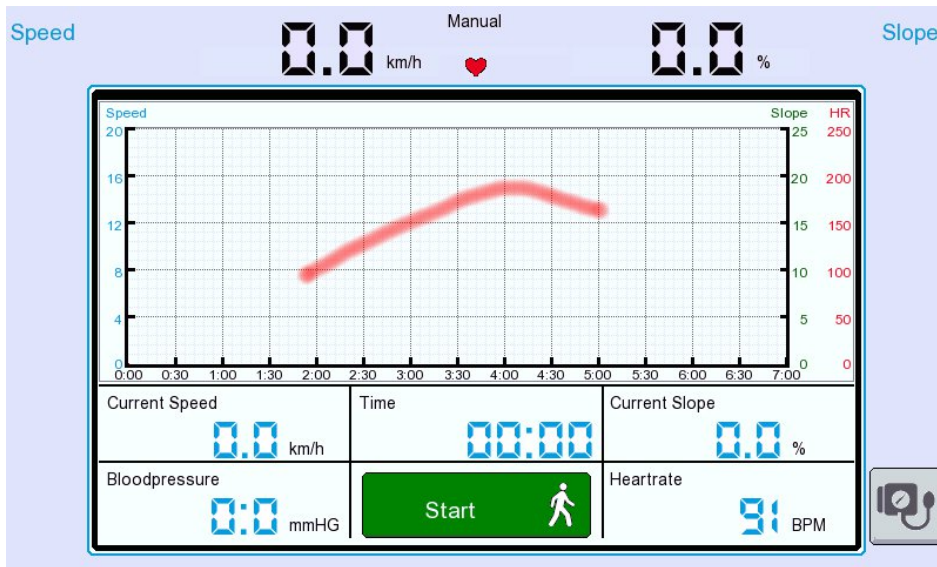 Manual
Speed 0.0 km/h 0.0 % Slope
Speed Slope HR
20 25 250
16 20 200
12 15 150
8 10 100
4 5 50
0 0 0
0:00 0:30 1:00 1:30 2:00 2:30 3:00 3:30 4:00 4:30 5:00 5:30 6:00 6:30 7:00
Current Speed Time Current Slope
0.0 km/h 00:00 0.0 %
Bloodpressure Heartrate
0:0 mmHG Start 91 BPM